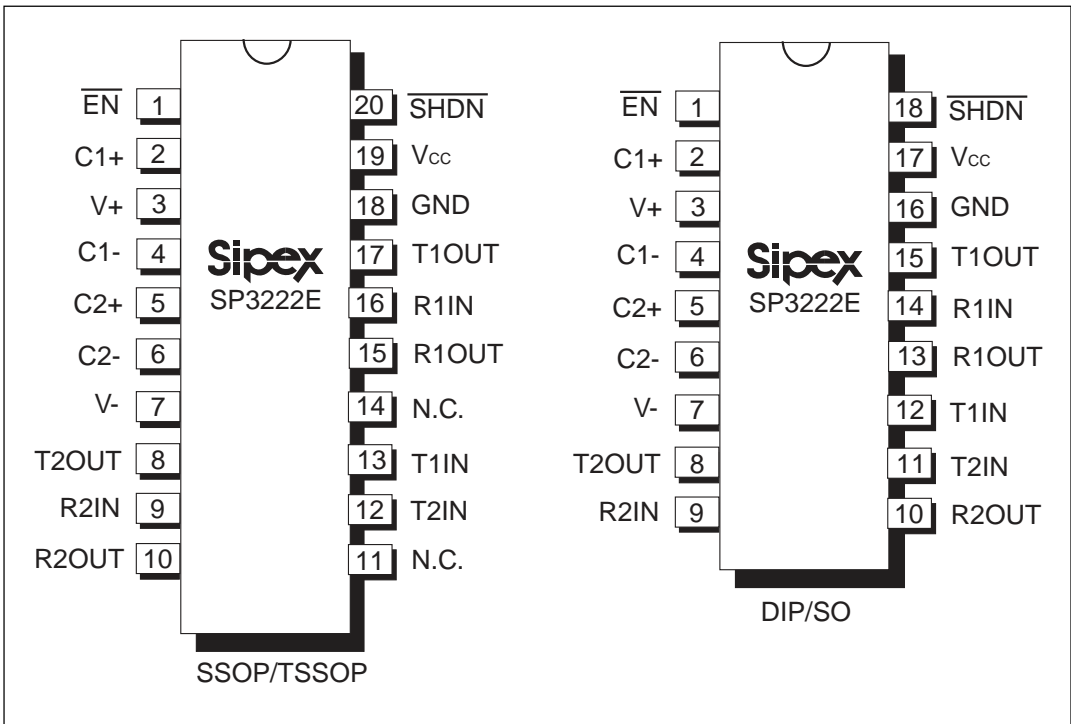 EN 1 20 SHDN
C1+ 2 19 Vcc
V+ 3 18 GND
C1- 4 17 T1OUT
Sipex
SP3222E
C2+ 5 16 R1IN
C2- 6 15 R1OUT
V- 7 14 N.C.
T2OUT 8 13 T1IN
R2IN 9 12 T2IN
R2OUT 10 11 N.C.
SSOP/TSSOP
EN 1 18 SHDN
C1+ 2 17 Vcc
V+ 3 16 GND
C1- 4 15 T1OUT
Sipex
SP3222E
C2+ 5 14 R1IN
C2- 6 13 R1OUT
V- 7 12 T1IN
T2OUT 8 11 T2IN
R2IN 9 10 R2OUT
DIP/SO